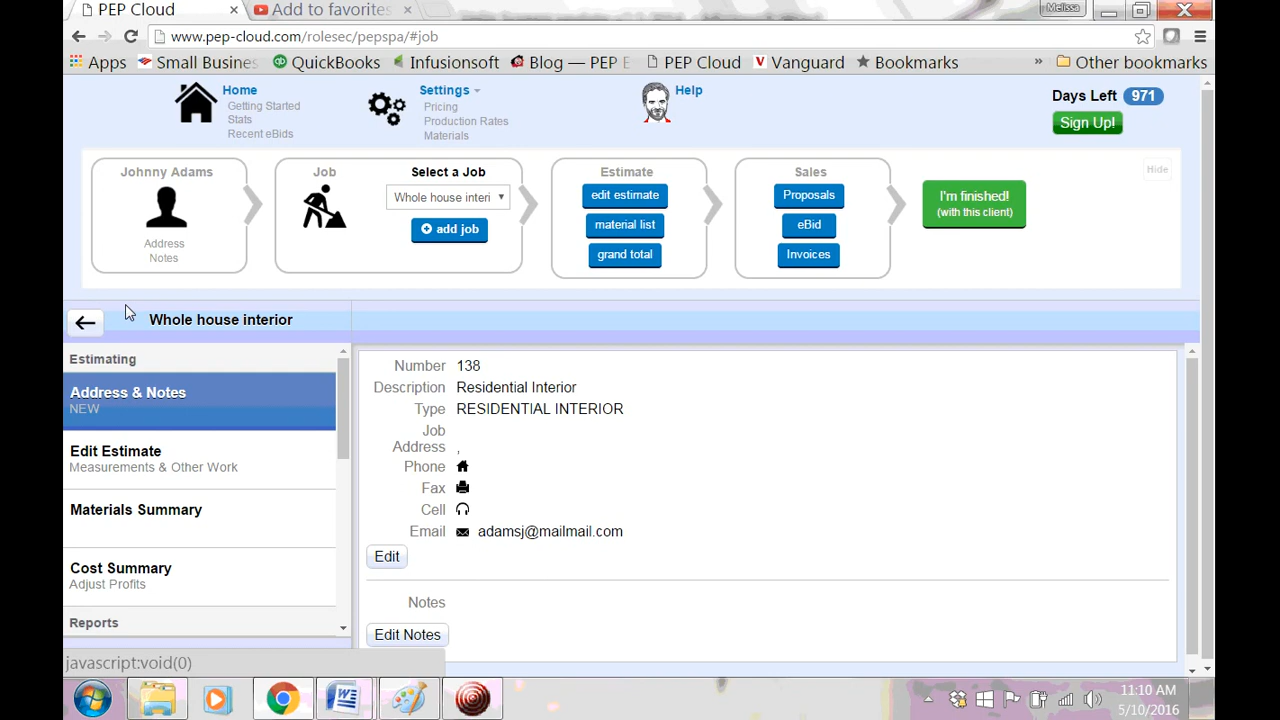 PEP Cloud
Add to favorites
Melissa
www.pep-cloud.com/rolesec/pepspa/#job
Apps
Small Busines
QuickBooks
Infusionsoft
Blog — PEP E
PEP Cloud
Vanguard
Bookmarks
»
Other bookmarks
Home
Getting Started
Stats
Recent eBids
Settings
Pricing
Production Rates
Materials
Help
Days Left 971
Sign Up!
Johnny Adams
Address
Notes
Job
Select a Job
Whole house interi
add job
Estimate
edit estimate
material list
grand total
Sales
Proposals
eBid
Invoices
I'm finished!
(with this client)
Hide
Whole house interior
Estimating
Address & Notes
NEW
Edit Estimate
Measurements & Other Work
Materials Summary
Cost Summary
Adjust Profits
Reports
Number 138
Description Residential Interior
Type RESIDENTIAL INTERIOR
Job
Address ,
Phone
Fax
Cell
Email adamsj@mailmail.com
Edit
Notes
Edit Notes
javascript:void(0)
11:10 AM
5/10/2016